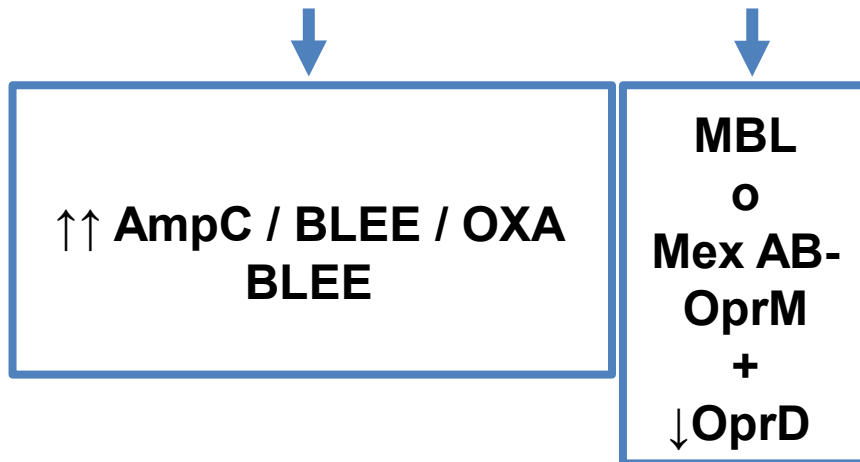 ↑↑ AmpC / BLEE / OXA
BLEE
MBL
o
Mex AB-
OprM
+
↓OprD